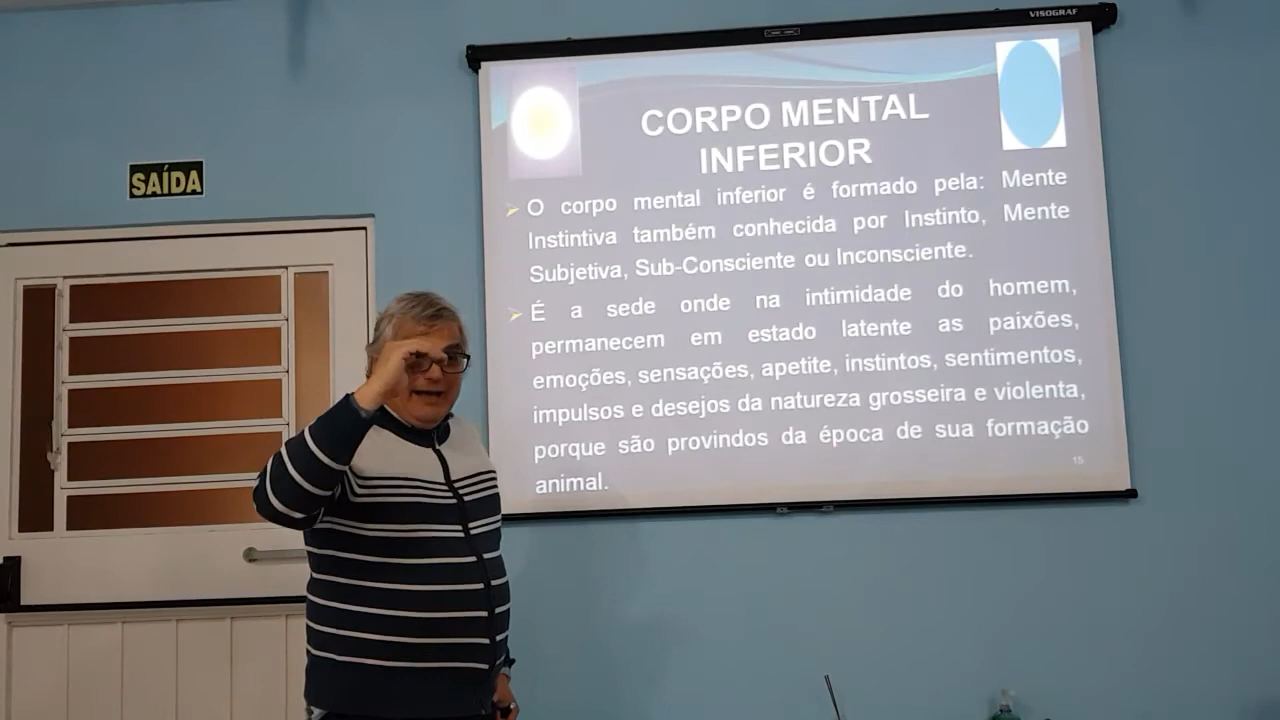 VISOGRAF
SAÍDA
CORPO MENTAL
INFERIOR
O corpo mental inferior é formado pela: Mente
Instintiva também conhecida por Instinto, Mente
Subjetiva, Sub-Consciente ou Inconsciente.
É a sede onde na intimidade do homem,
permanecem em estado latente as paixões,
emoções, sensações, apetite, instintos, sentimentos,
impulsos e desejos da natureza grosseira e violenta,
porque são provindos da época de sua formação
animal.
15